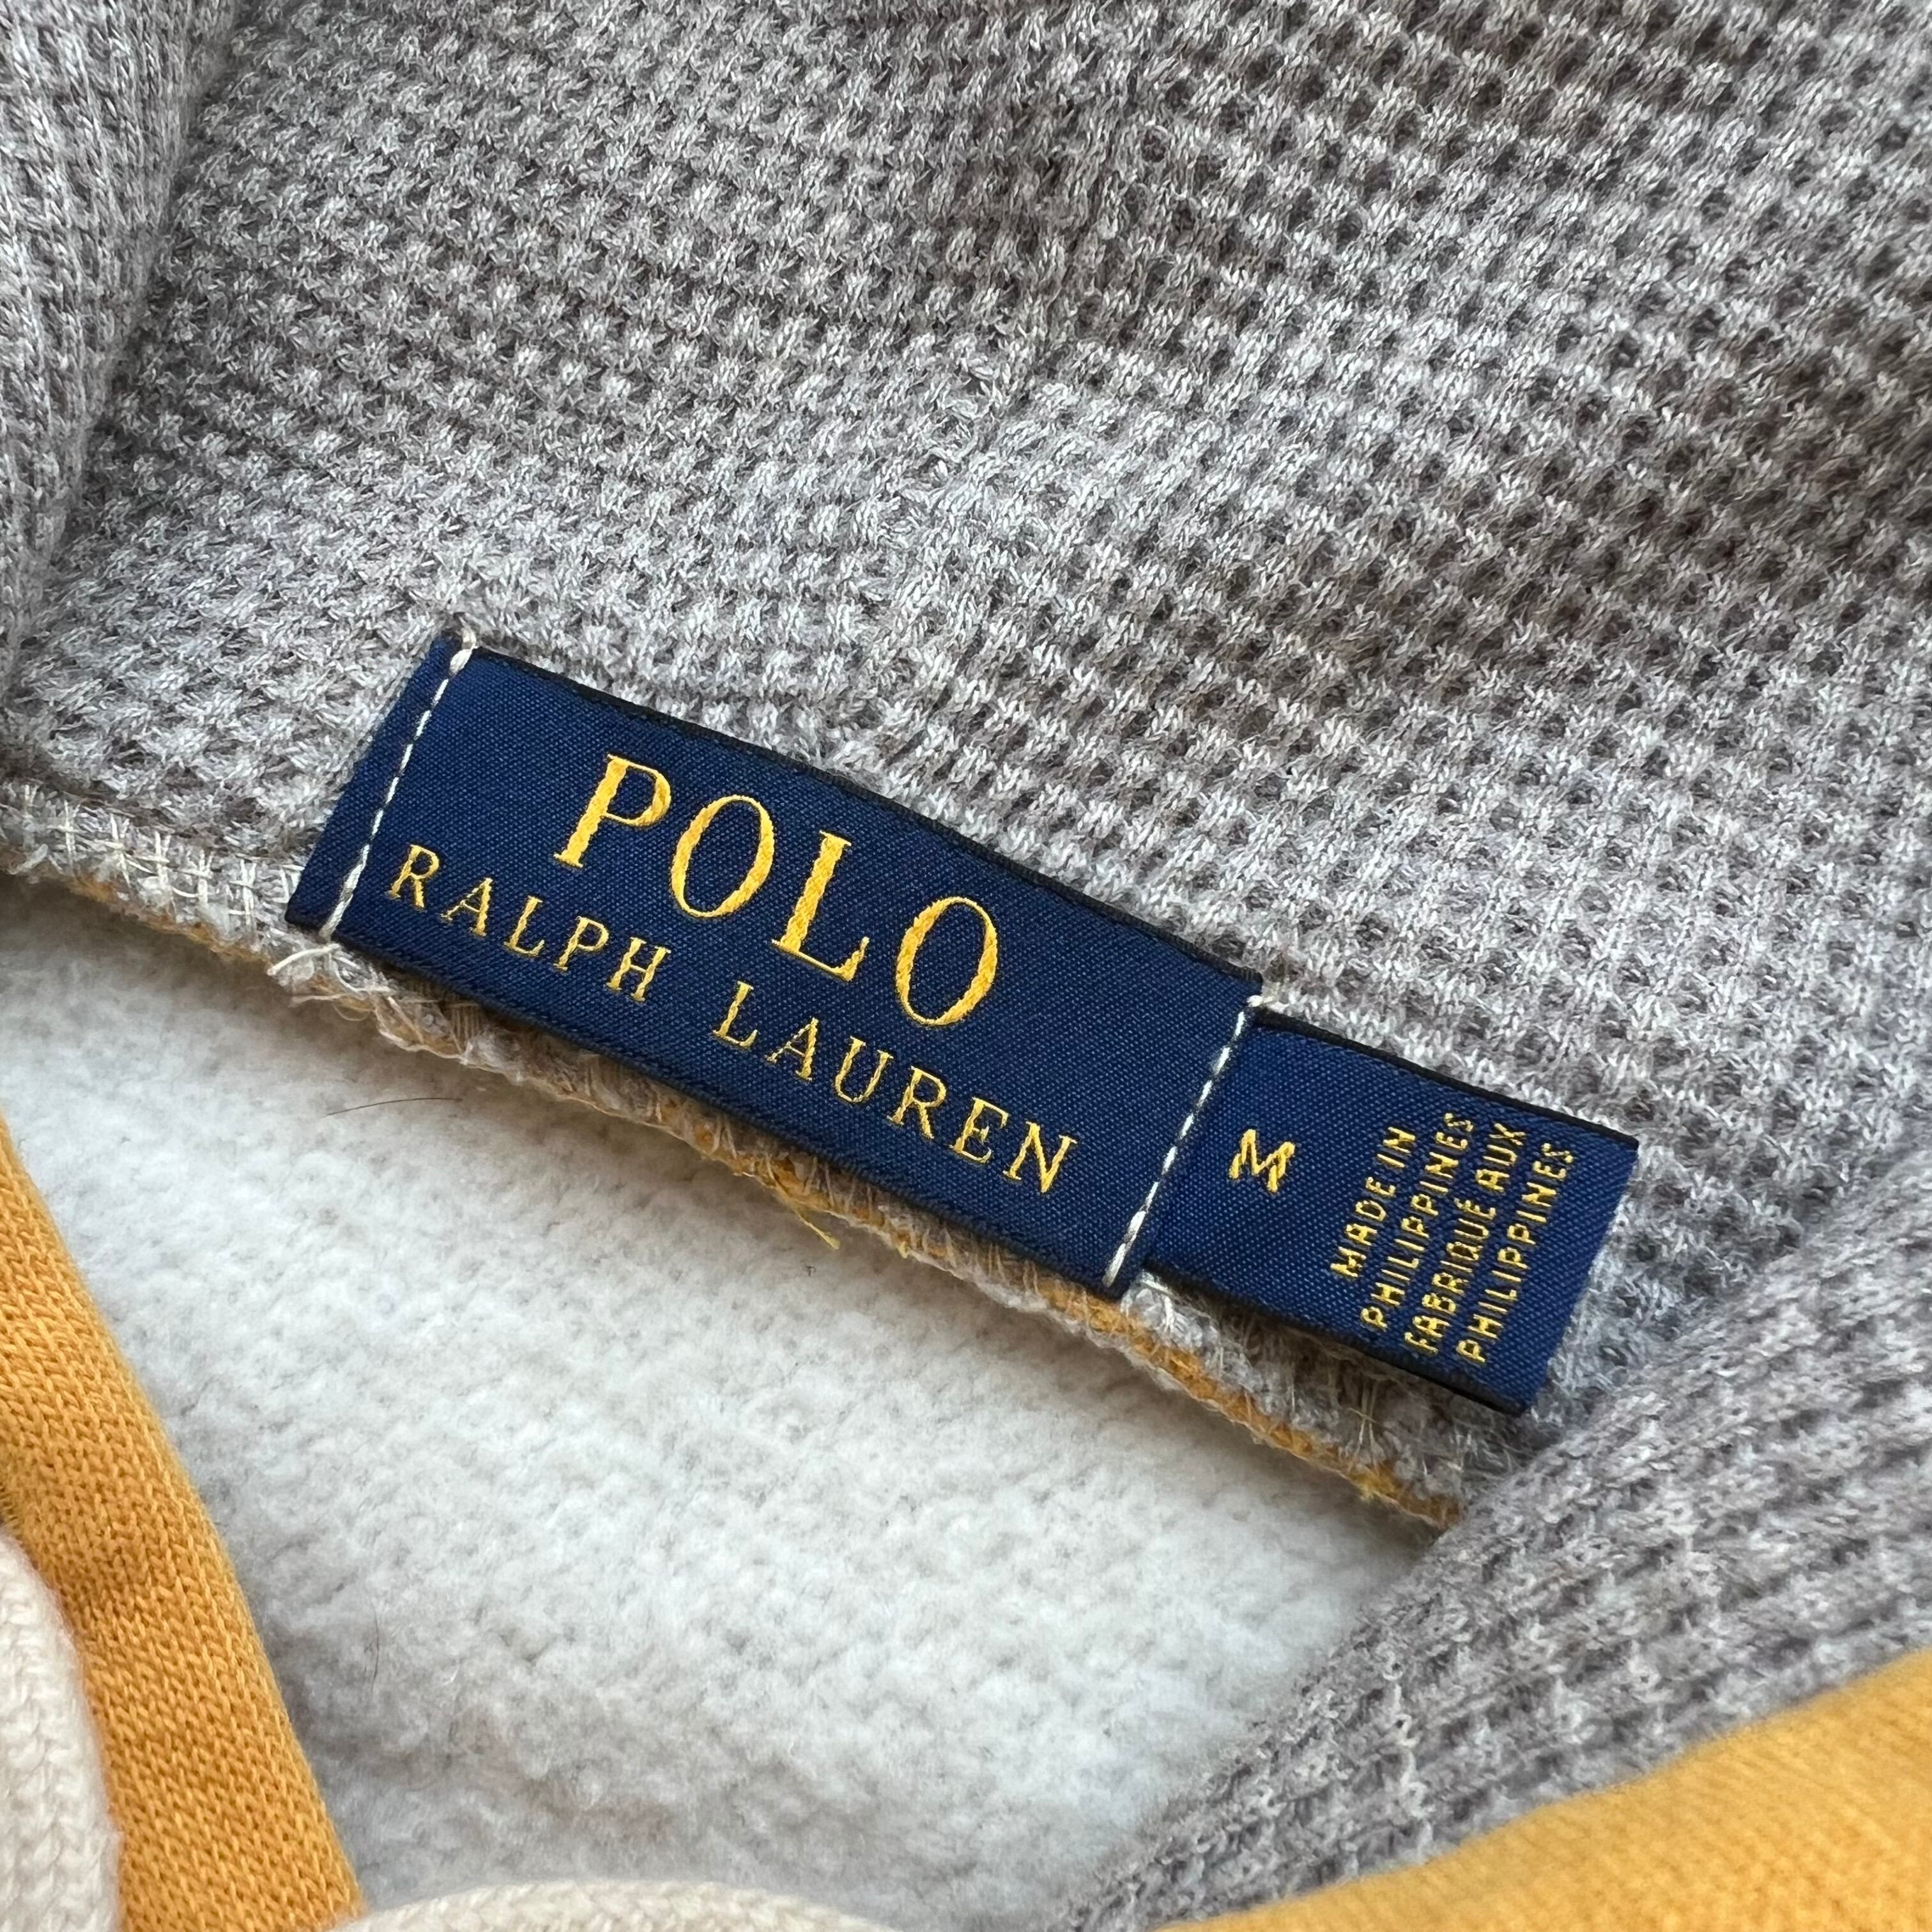 POLO
RALPH LAUREN
M
MADE IN
PHILIPPINES
FABRIQUÉ AUX
PHILIPPINES